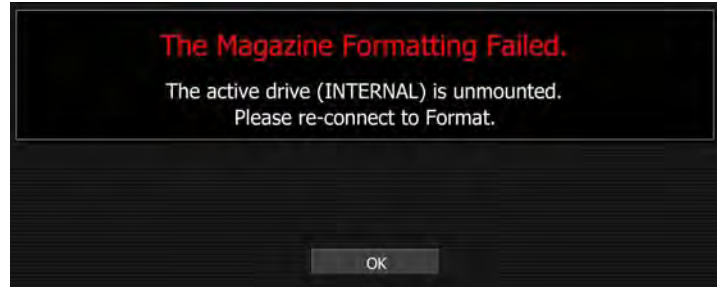 The Magazine Formatting Failed.
The active drive (INTERNAL) is unmounted.
Please re-connect to Format.
OK